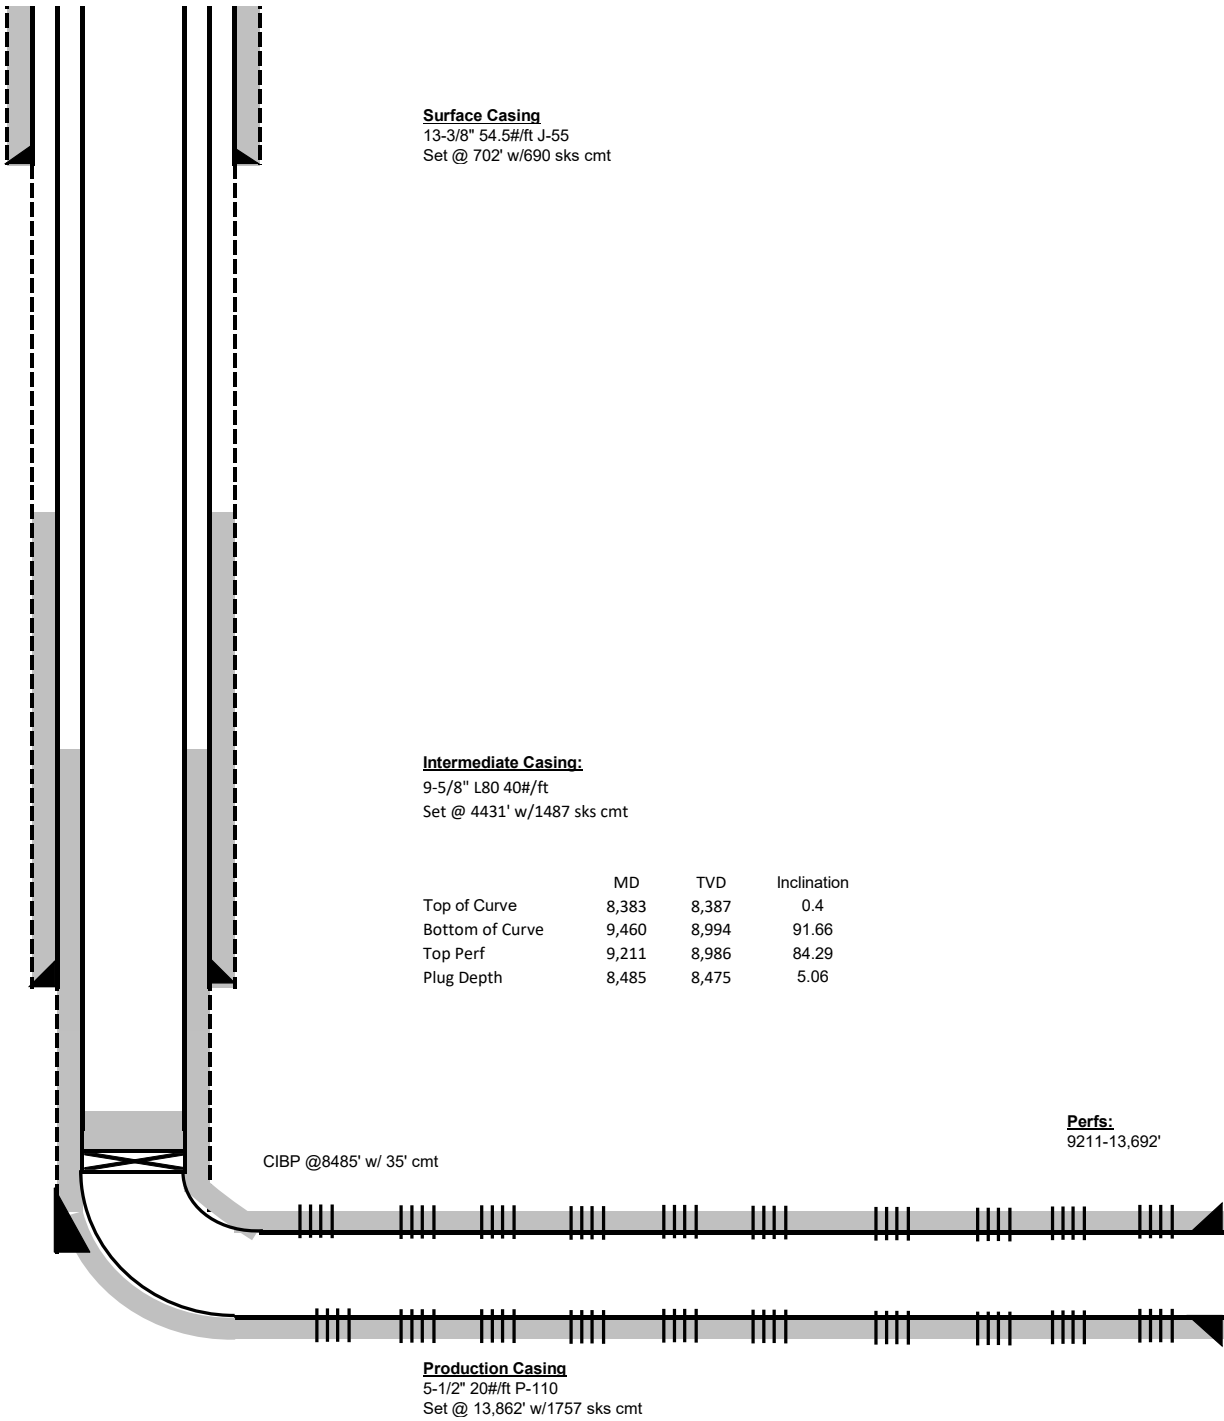 Surface Casing
13-3/8" 54.5#/ft J-55
Set @ 702' w/690 sks cmt
Intermediate Casing:
9-5/8" L80 40#/ft
Set @ 4431' w/1487 sks cmt
MD TVD Inclination
Top of Curve 8,383 8,387 0.4
Bottom of Curve 9,460 8,994 91.66
Top Perf 9,211 8,986 84.29
Plug Depth 8,485 8,475 5.06
Perfs:
9211-13,692'
CIBP @8485' w/ 35' cmt
Production Casing
5-1/2" 20#/ft P-110
Set @ 13,862' w/1757 sks cmt